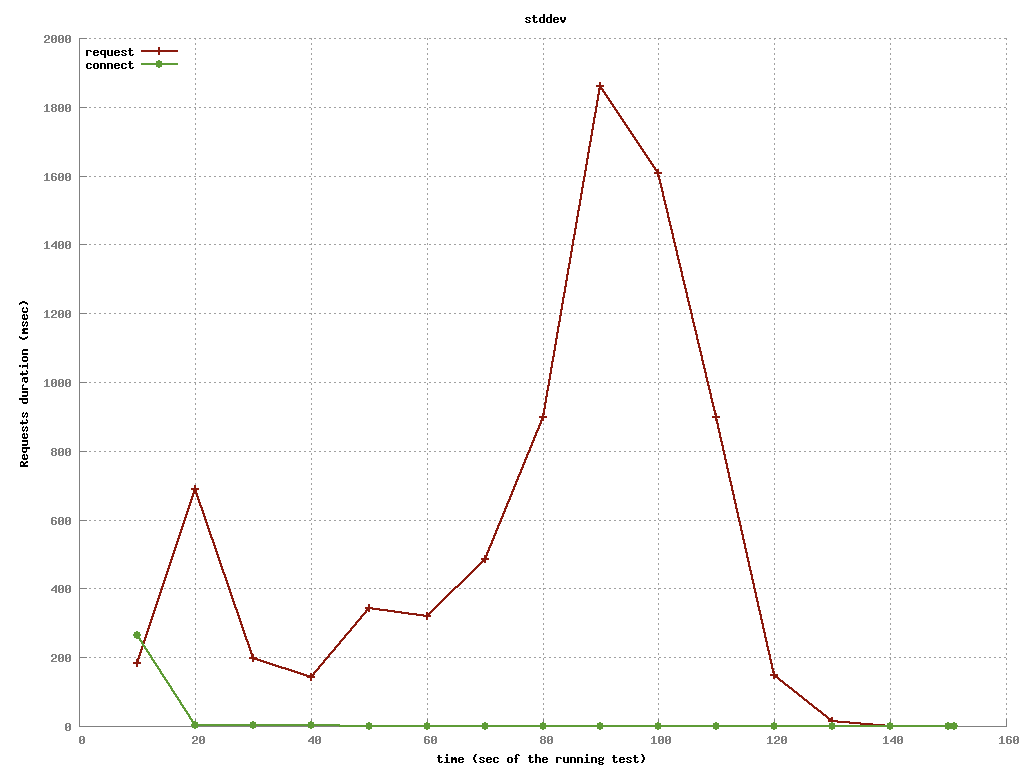 stddev
2000
request
connect
1800
1600
1400
1200
1000
800
600
400
200
0
Requests duration (msec)
0 20 40 60 80 100 120 140 160
time (sec of the running test)